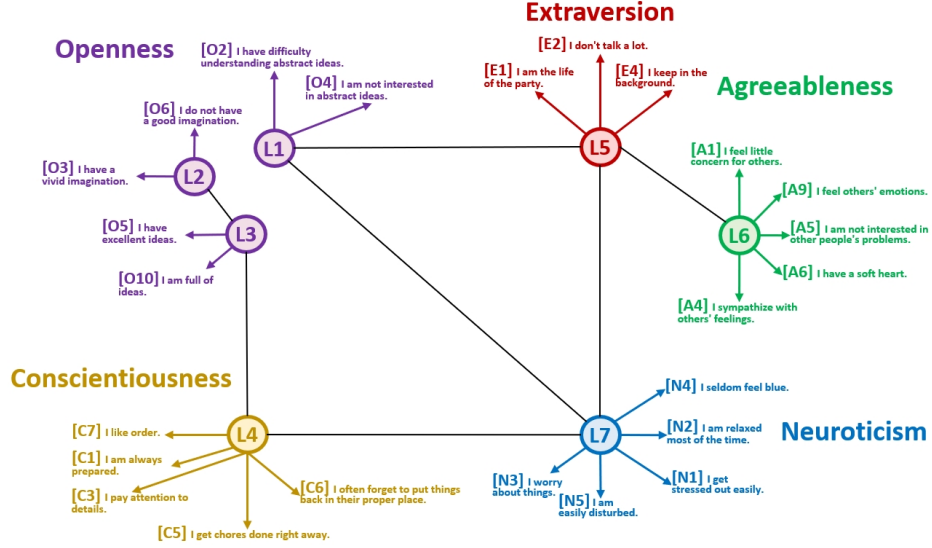 Extraversion
Openness
[O2] I have difficulty
understanding abstract ideas.
[O4] I am not interested
in abstract ideas.
[O6] I do not have
a good imagination.
[O3] I have a
vivid imagination.
[O5] I have
excellent ideas.
[O10] I am full of
ideas.
L1
L2
L3
[E2] I don't talk a lot.
[E1] I am the life
of the party.
[E4] I keep in the
background.
L5
Agreeableness
[A1] I feel little
concern for others.
[A9] I feel others' emotions.
[A5] I am not interested in
other people's problems.
[A6] I have a soft heart.
[A4] I sympathize with
others' feelings.
L6
Conscientiousness
L4
[C7] I like order.
[C1] I am always
prepared.
[C3] I pay attention to
details.
[C6] I often forget to put things
back in their proper place.
[C5] I get chores done right away.
L7
Neuroticism
[N4] I seldom feel blue.
[N2] I am relaxed
most of the time.
[N1] I get
stressed out easily.
[N3] I worry
about things.
[N5] I am
easily disturbed.